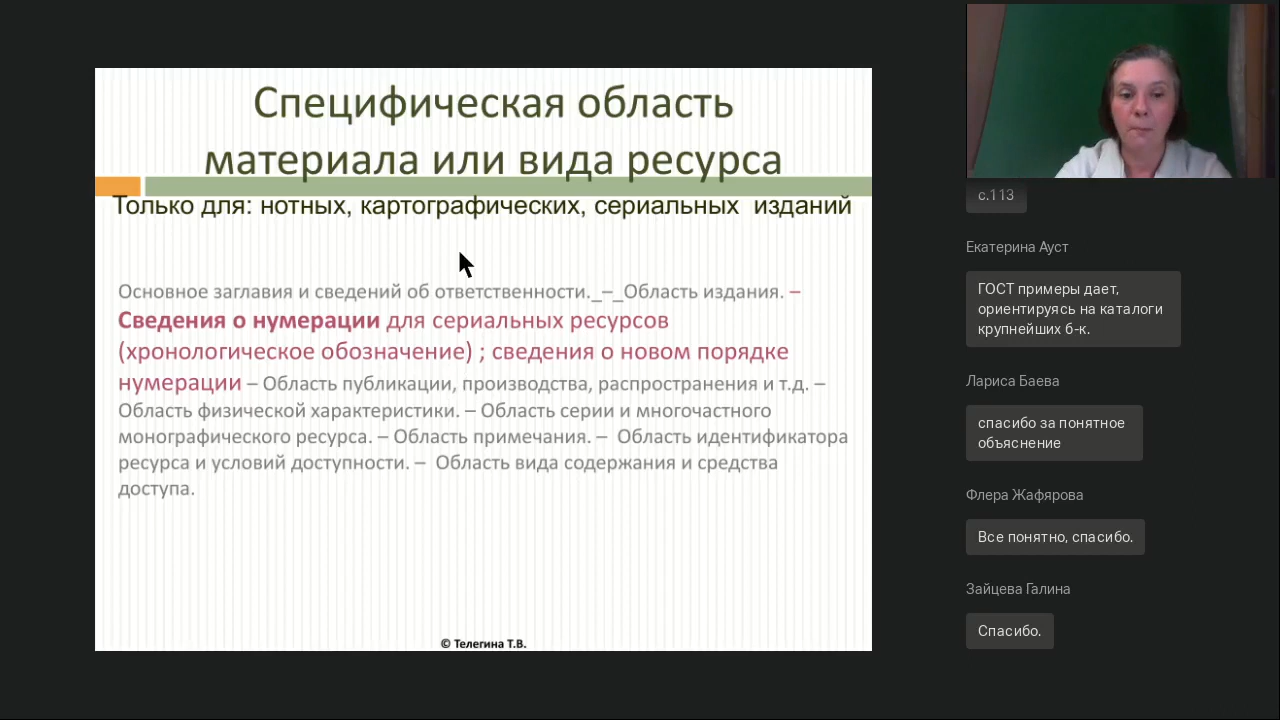 Специфическая область
материала или вида ресурса
Только для: нотных, картографических, сериальных изданий
Основное заглавия и сведений об ответственности._–_Область издания. –
Сведения о нумерации для сериальных ресурсов
(хронологическое обозначение) ; сведения о новом порядке
нумерации – Область публикации, производства, распространения и т.д. –
Область физической характеристики. – Область серии и многочастного
монографического ресурса. – Область примечания. – Область идентификатора
ресурса и условий доступности. – Область вида содержания и средства
доступа.
© Телегина Т.В.
с.113
Екатерина Ауст
ГОСТ примеры дает,
ориентируясь на каталоги
крупнейших б-к.
Лариса Баева
спасибо за понятное
объяснение
Флера Жафярова
Все понятно, спасибо.
Зайцева Галина
Спасибо.